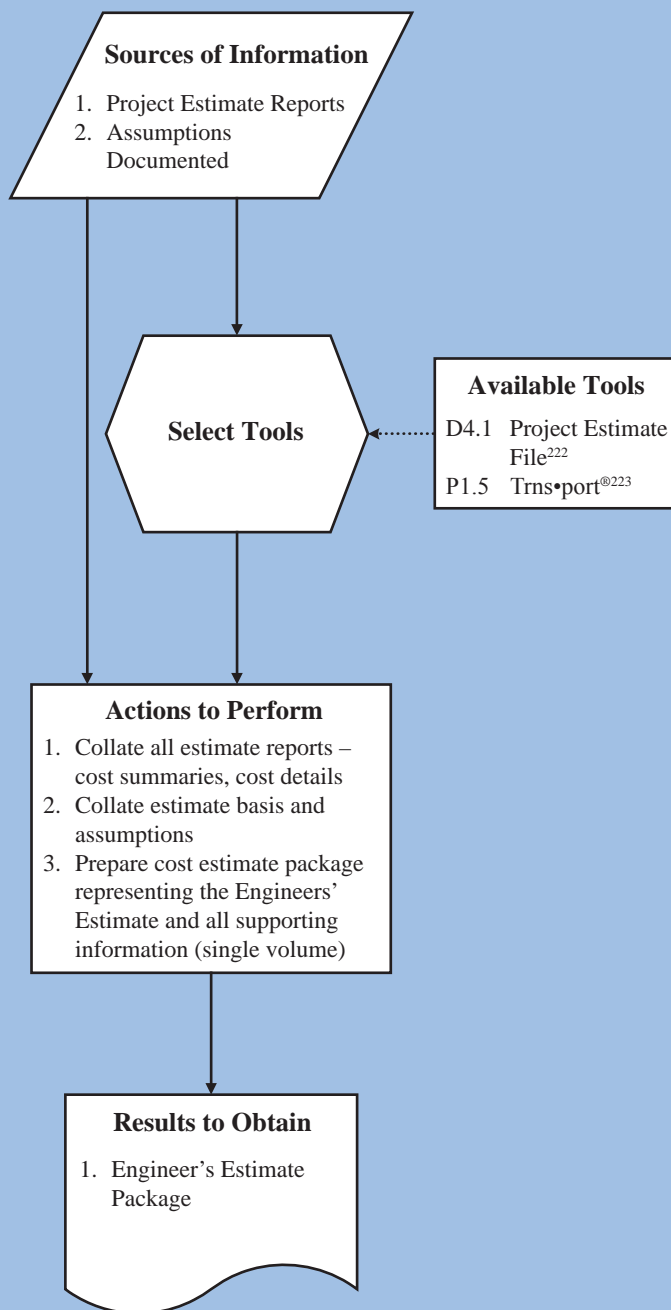 Sources of Information
1. Project Estimate Reports
2. Assumptions
Documented
Select Tools
Available Tools
D4.1 Project Estimate
File222
P1.5 Trns•port®223
Actions to Perform
1. Collate all estimate reports –
cost summaries, cost details
2. Collate estimate basis and
assumptions
3. Prepare cost estimate package
representing the Engineers’
Estimate and all supporting
information (single volume)
Results to Obtain
1. Engineer’s Estimate
Package